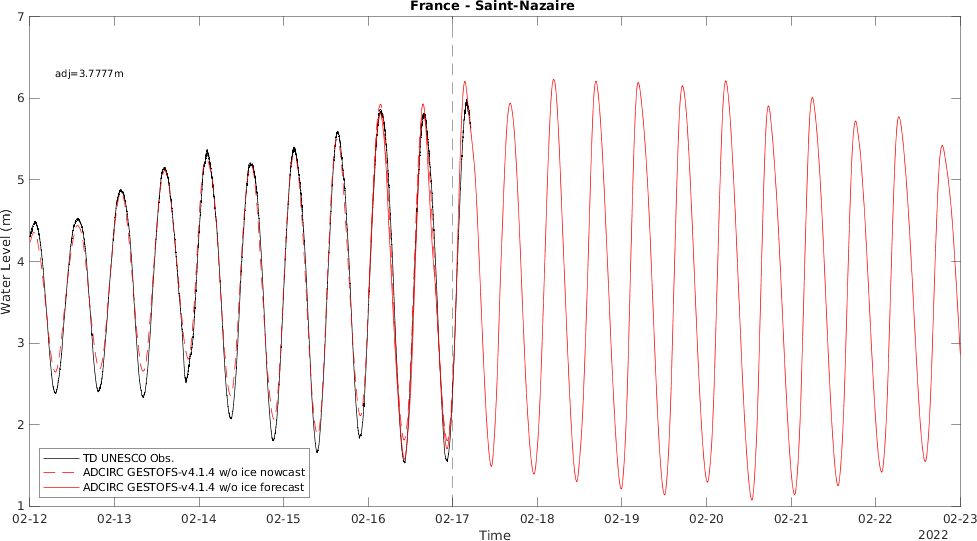 France - Saint-Nazaire
7
adj=3.7777m
6
5
4
3
2
1
Water Level (m)
TD UNESCO Obs.
ADCIRC GESTOFS-v4.1.4 w/o ice nowcast
ADCIRC GESTOFS-v4.1.4 w/o ice forecast
02-12 02-13 02-14 02-15 02-16 02-17 02-18 02-19 02-20 02-21 02-22 02-23
Time
2022